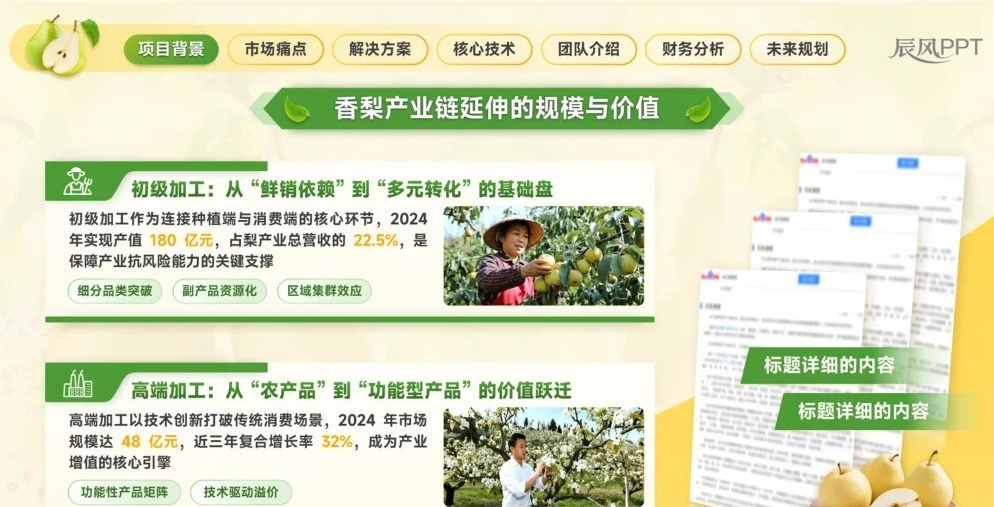 项目背景
市场痛点
解决方案
核心技术
团队介绍
财务分析
未来规划
辰风PPT
香梨产业链延伸的规模与价值
初级加工：从“鲜销依赖”到“多元转化”的基础盘
初级加工作为连接种植端与消费端的核心环节，2024
年实现产值 180 亿元，占梨产业总营收的 22.5%，是
保障产业抗风险能力的关键支撑
细分品类突破
副产品资源化
区域集群效应
高端加工：从“农产品”到“功能型产品”的价值跃迁
高端加工以技术创新打破传统消费场景，2024 年市场
规模达 48 亿元，近三年复合增长率 32%，成为产业
增值的核心引擎
功能性产品矩阵
技术驱动溢价
标题详细的内容
标题详细的内容